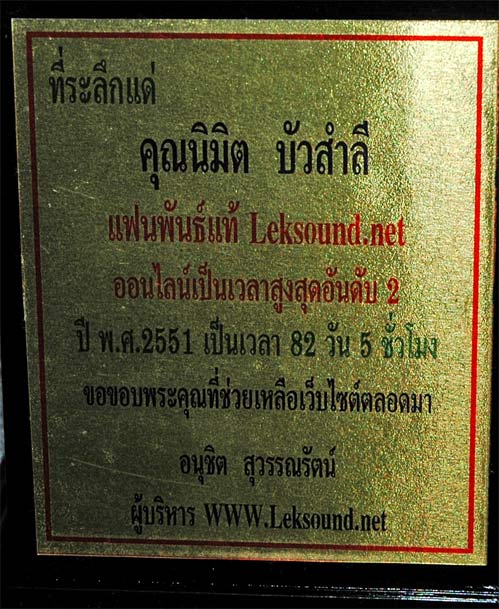 ที่ระลึกแด่
คุณนิมิต บัวสำลี
แฟนพันธ์แท้ Leksound.net
ออนไลน์เป็นเวลาสูงสุดอันดับ 2
ปี พ.ศ.2551 เป็นเวลา 82 วัน 5 ชั่วโมง
ขอขอบพระคุณที่ช่วยเหลือเว็บไซต์ตลอดมา
อนุชิต สุวรรณรัตน์
ผู้บริหาร WWW.Leksound.net